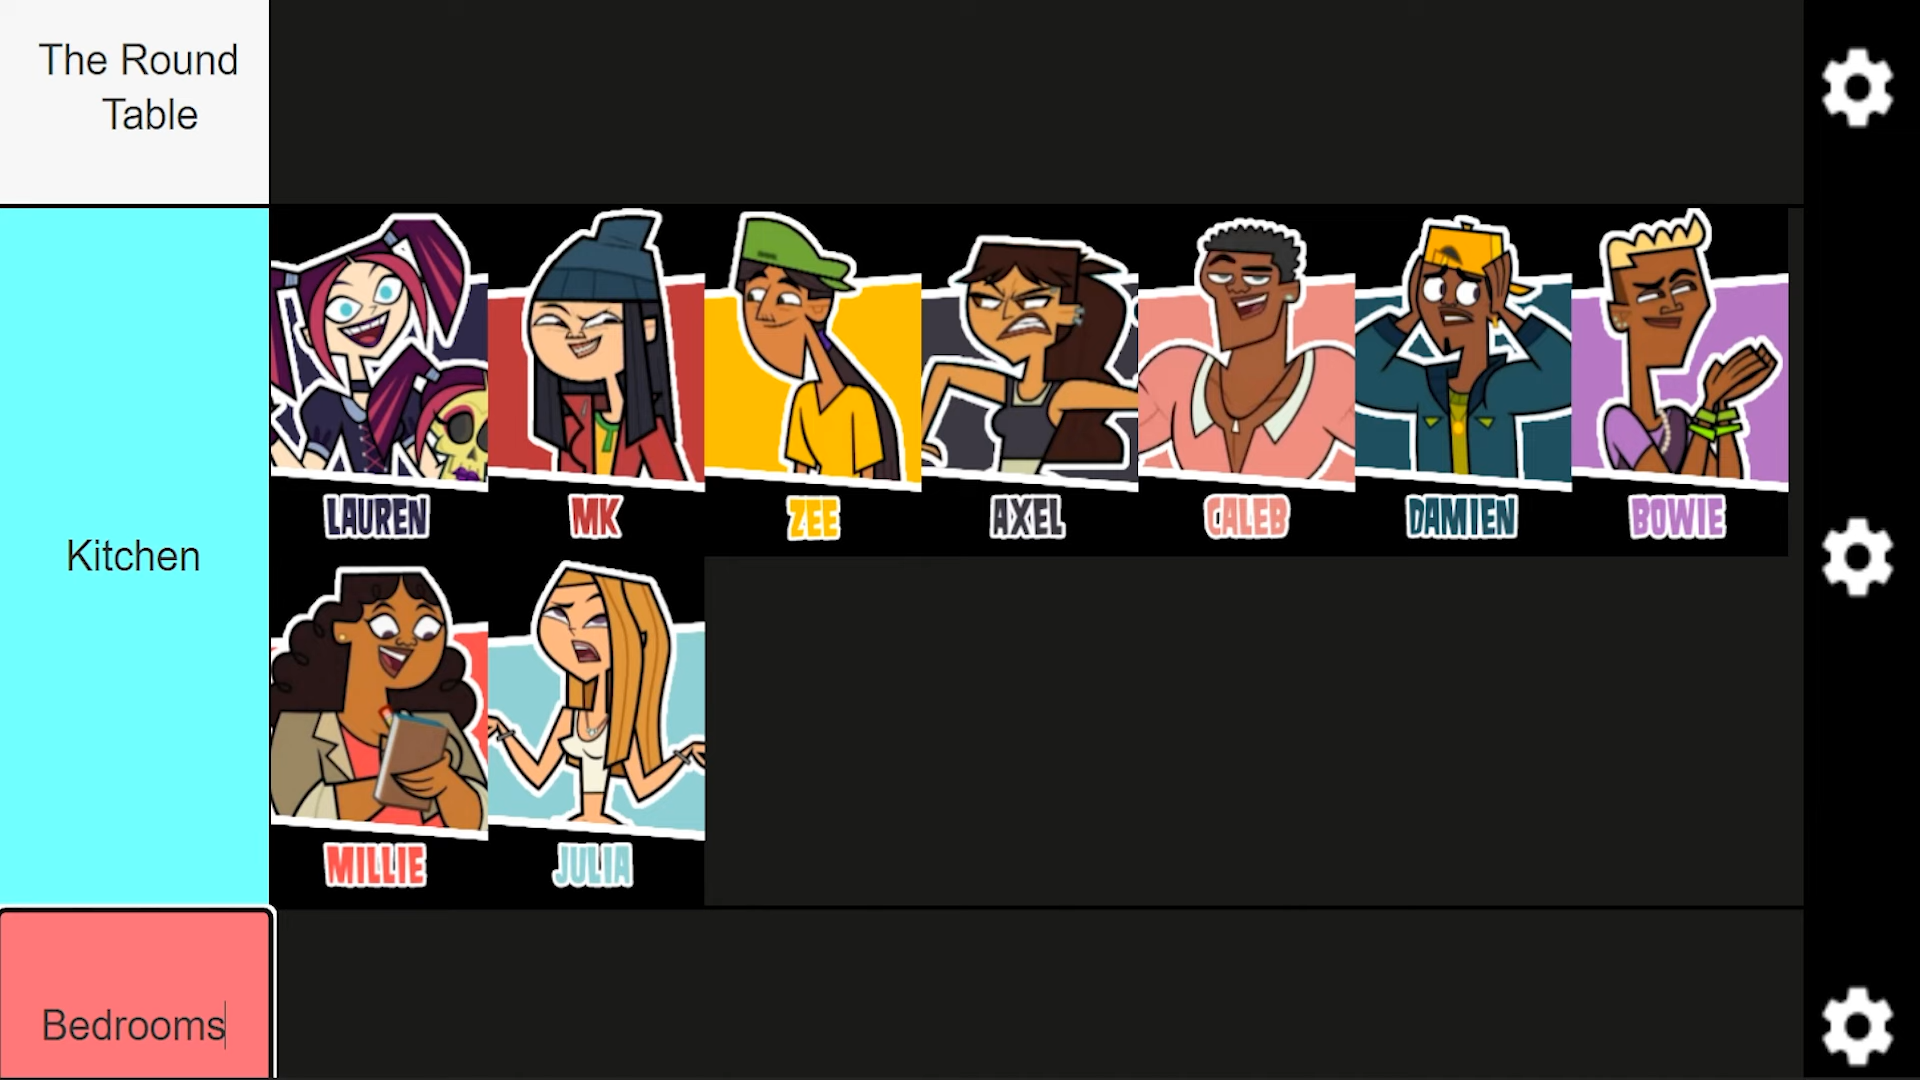 The Round
Table
Kitchen
LAUREN
MK
ZEE
AXEL
CALEB
DAMIEN
BOWIE
MILLIE
JULIA
Bedrooms